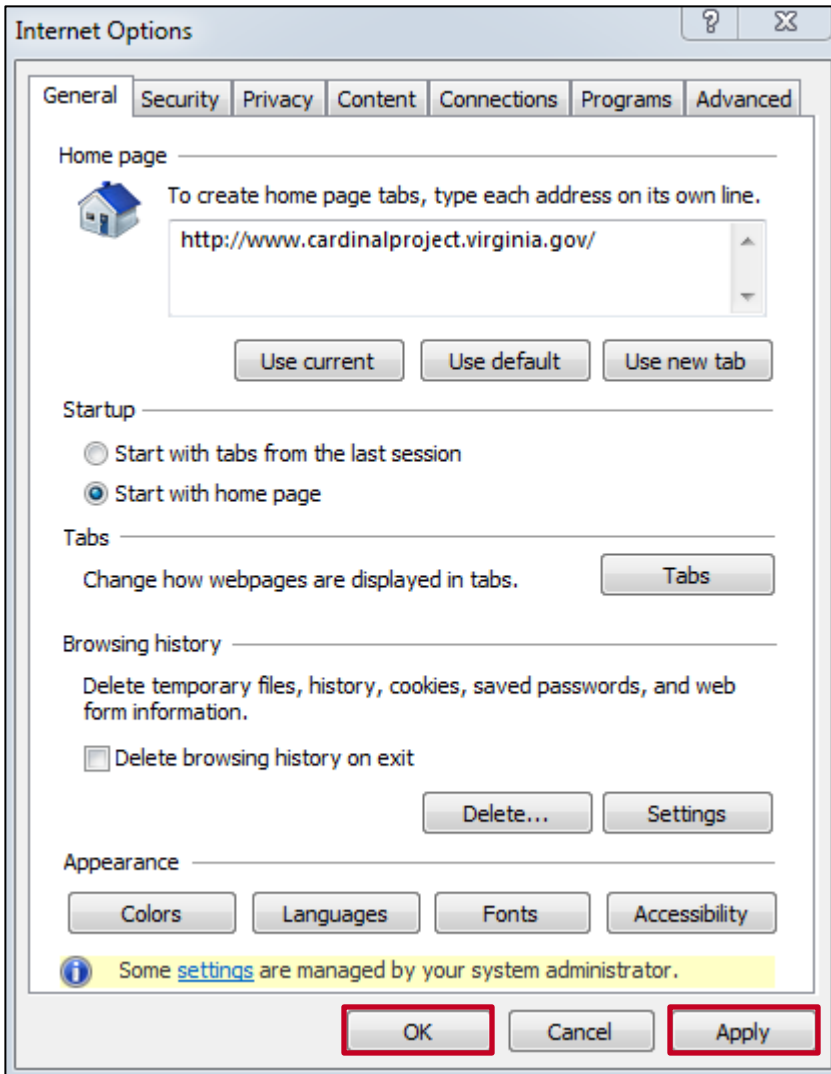 Internet Options
General Security Privacy Content Connections Programs Advanced
Home page
To create home page tabs, type each address on its own line.
http://www.cardinalproject.virginia.gov/
Use current Use default Use new tab
Startup
Start with tabs from the last session
Start with home page
Tabs
Change how webpages are displayed in tabs. Tabs
Browsing history
Delete temporary files, history, cookies, saved passwords, and web
form information.
Delete browsing history on exit
Delete... Settings
Appearance
Colors Languages Fonts Accessibility
Some settings are managed by your system administrator.
OK Cancel Apply